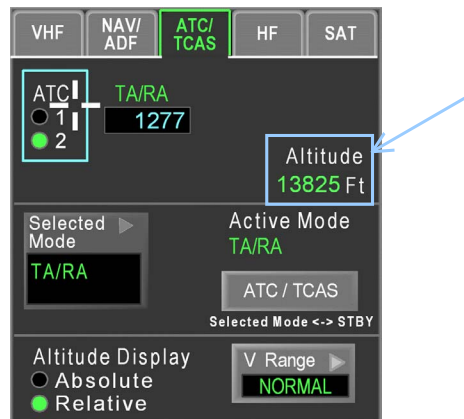 VHF
NAV/
ADF
ATC/
TCAS
HF
SAT
ATC
1
2
TA/RA
1277
Altitude
13825 Ft
Selected
Mode
TA/RA
Active Mode
TA/RA
ATC / TCAS
Selected Mode <-> STBY
Altitude Display
Absolute
Relative
V Range
NORMAL